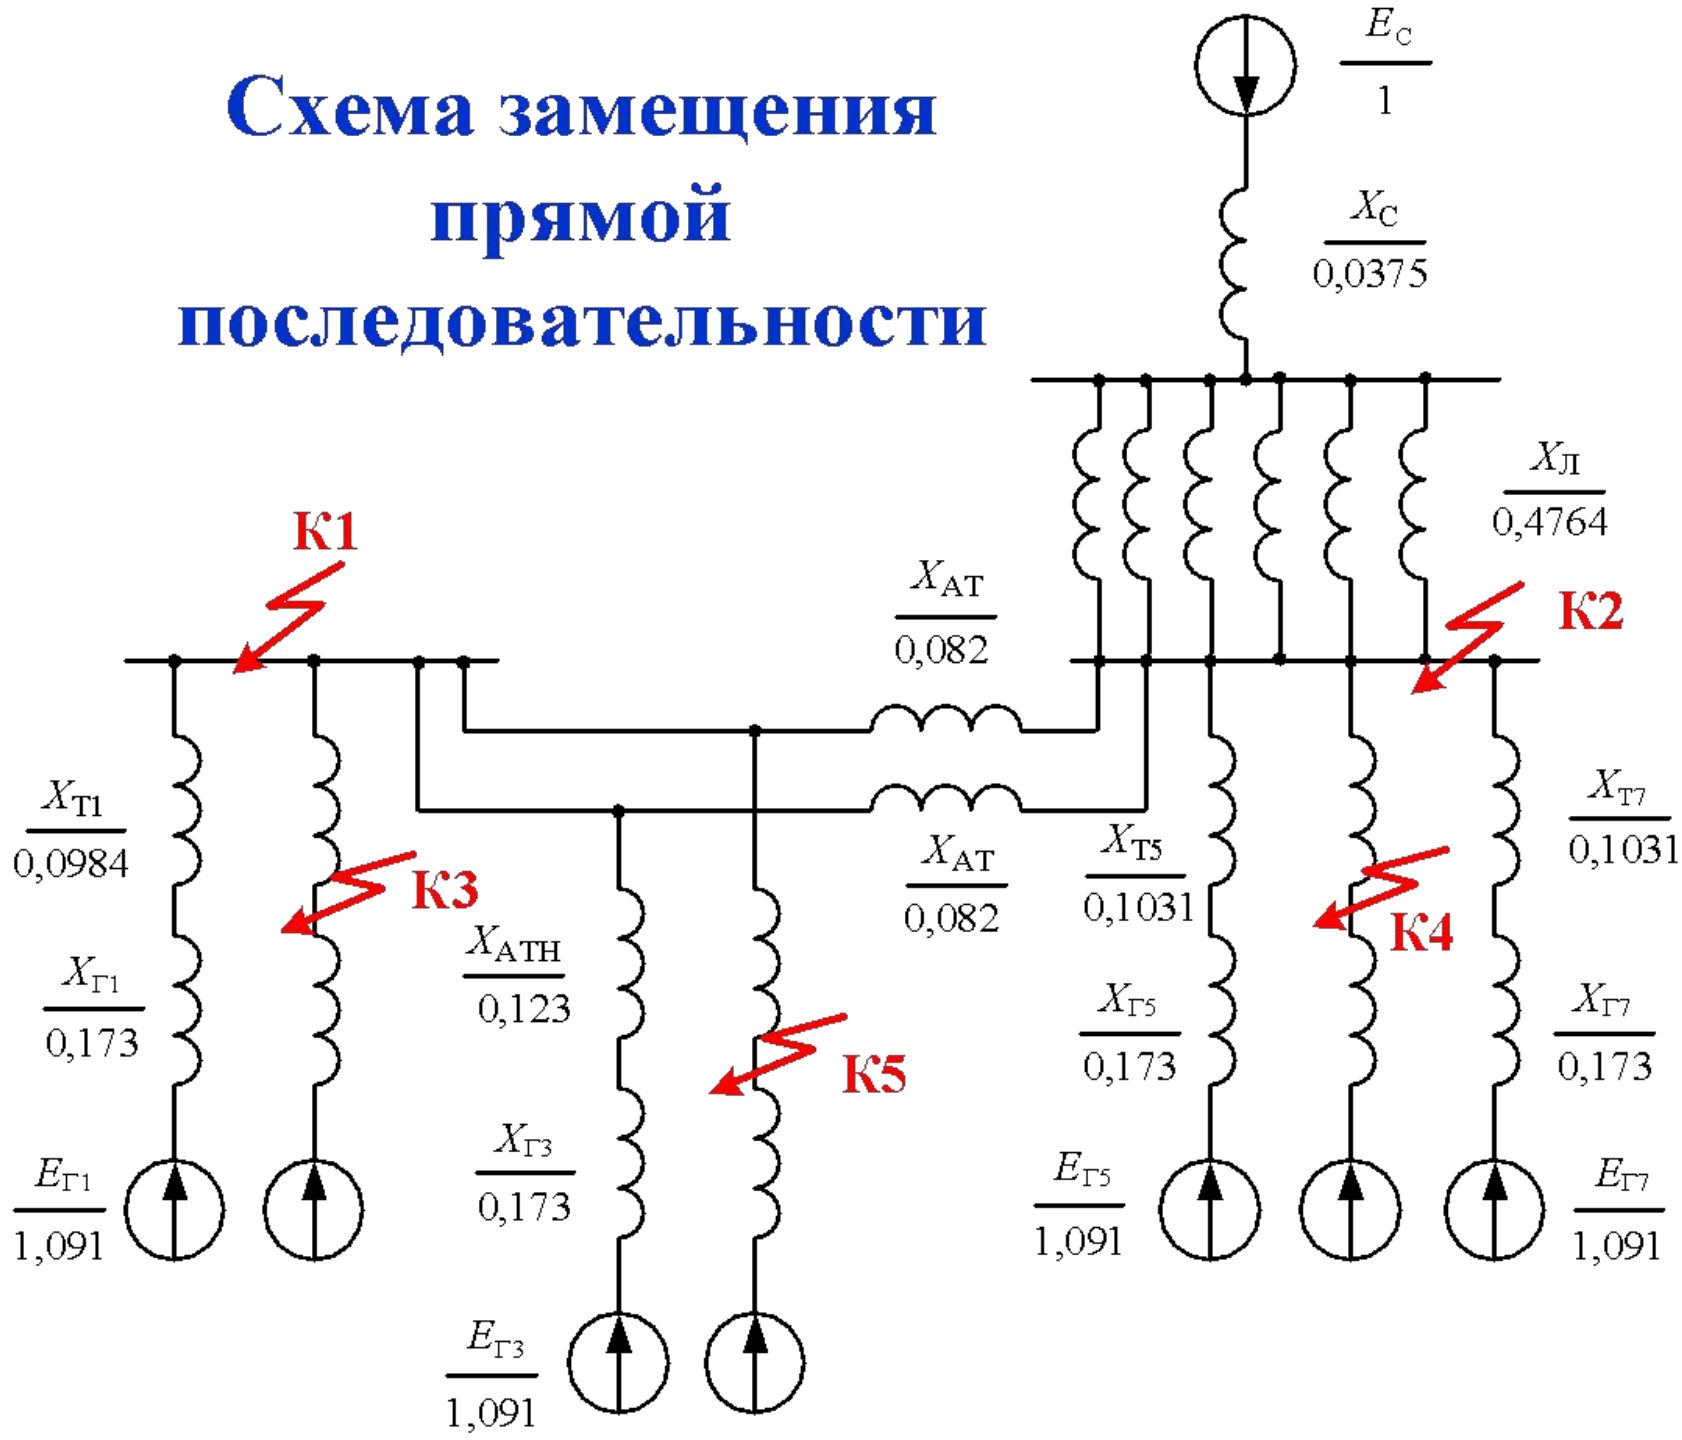 Схема замещения
прямой
последовательности
E_C
1
X_C
0,0375
X_Л
0,4764
К1
К2
X_АТ
0,082
X_Т1
0,0984
X_Т7
0,1031
X_АТ
0,082
X_Т5
0,1031
К3
К4
X_АТН
0,123
X_Г1
0,173
X_Г5
0,173
X_Г7
0,173
К5
X_Г3
0,173
E_Г1
1,091
E_Г5
1,091
E_Г7
1,091
E_Г3
1,091